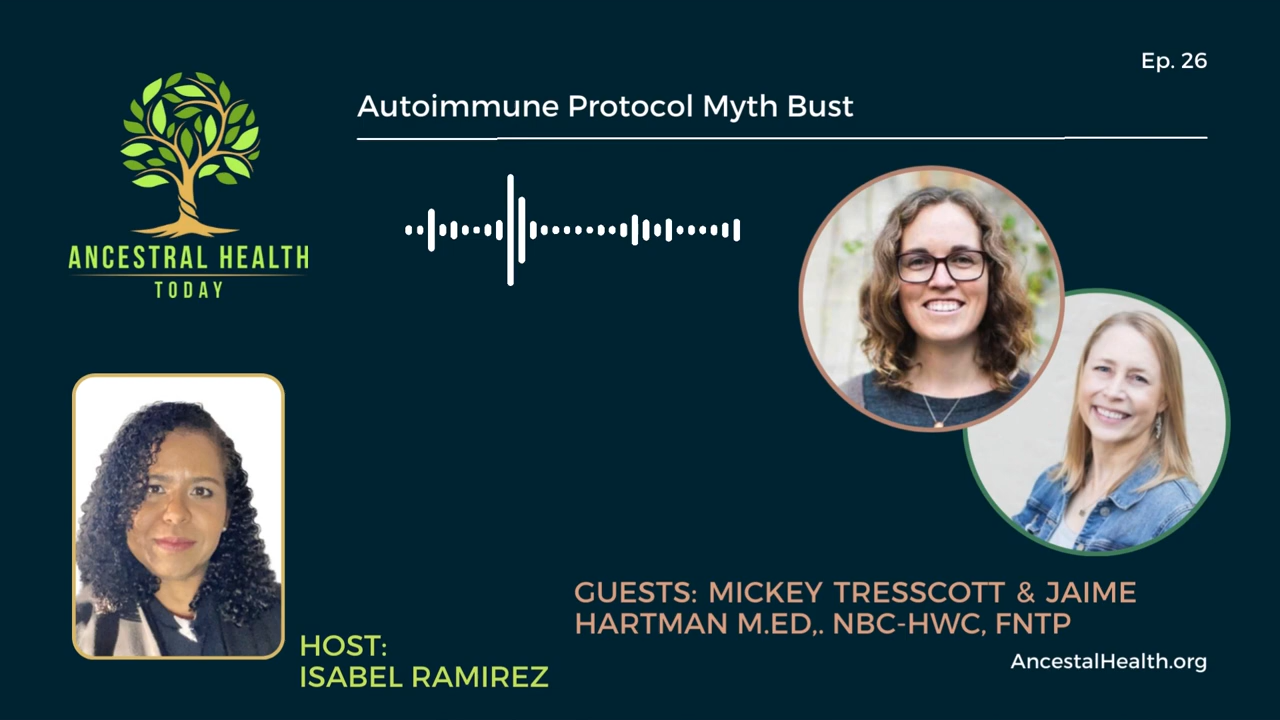 Ep. 26
Autoimmune Protocol Myth Bust
ANCESTRAL HEALTH
TODAY
HOST:
ISABEL RAMIREZ
GUESTS: MICKEY TRESSCOTT & JAIME
HARTMAN M.ED,. NBC-HWC, FNTP
AncestalHealth.org